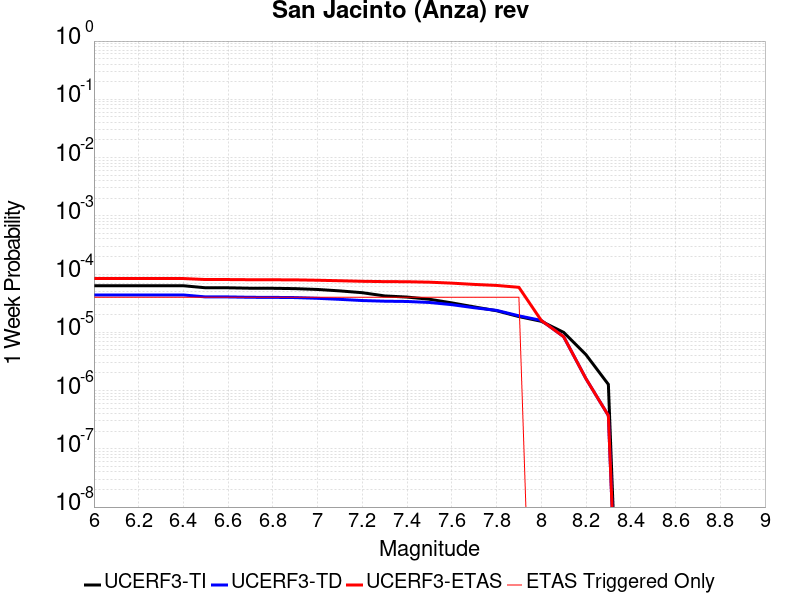 San Jacinto (Anza) rev
10^0
10^-1
10^-2
10^-3
10^-4
10^-5
10^-6
10^-7
10^-8
1 Week Probability
6 6.2 6.4 6.6 6.8 7 7.2 7.4 7.6 7.8 8 8.2 8.4 8.6 8.8 9
Magnitude
UCERF3-TI UCERF3-TD UCERF3-ETAS ETAS Triggered Only